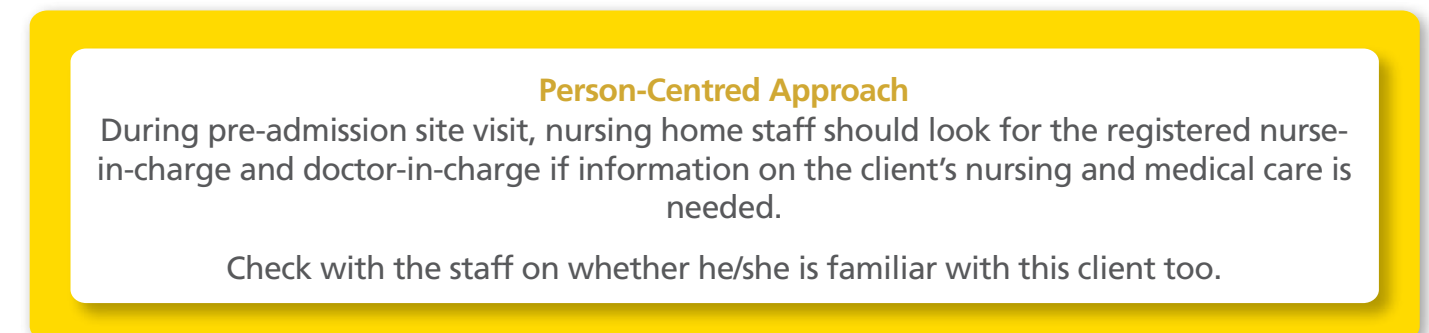 Person-Centred Approach
During pre-admission site visit, nursing home staff should look for the registered nurse-
in-charge and doctor-in-charge if information on the client’s nursing and medical care is
needed.
Check with the staff on whether he/she is familiar with this client too.